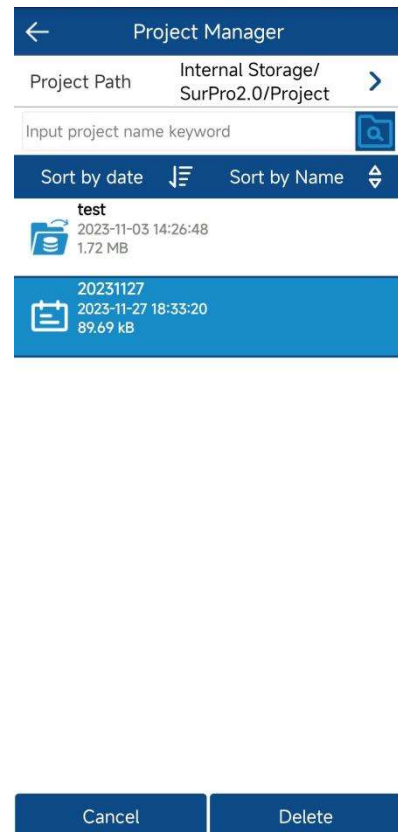 Project Manager
Project Path
Internal Storage/
SurPro2.0/Project
Input project name keyword
Sort by date
Sort by Name
test
2023-11-03 14:26:48
1.72 MB
20231127
2023-11-27 18:33:20
89.69 kB
Cancel
Delete